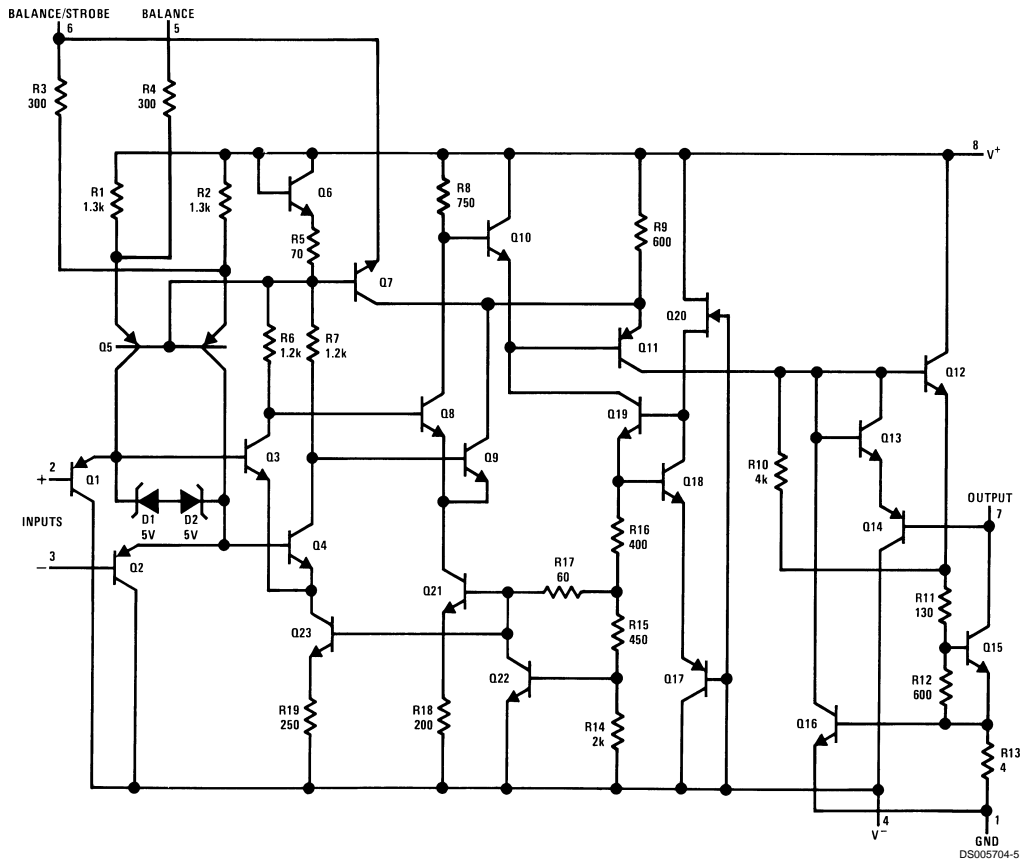 BALANCE/STROBE
6
BALANCE
5
R3
300
R4
300
8
V+
R1
1.3k
R2
1.3k
Q6
R5
70
R8
750
Q10
R9
600
Q7
Q20
Q5
R6
1.2k
R7
1.2k
Q11
Q12
Q8
Q19
Q13
2
+
Q1
Q3
Q9
Q18
R10
4k
INPUTS
D1
5V
D2
5V
OUTPUT
7
Q14
3
−
Q2
Q4
R16
400
R17
60
Q21
R11
130
Q23
R15
450
Q15
Q22
Q17
R12
600
R19
250
R18
200
R14
2k
Q16
R13
4
4
V−
1
GND
DS005704-5